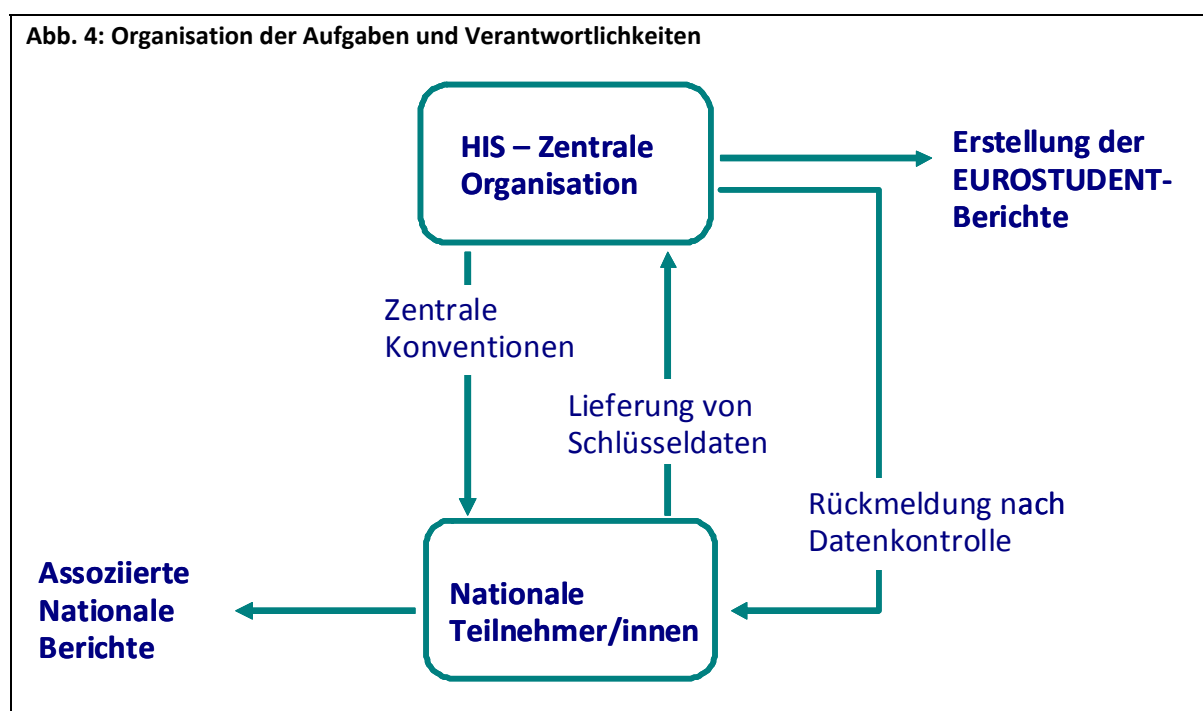 Abb. 4: Organisation der Aufgaben und Verantwortlichkeiten
HIS – Zentrale
Organisation
Erstellung der
EUROSTUDENT-
Berichte
Zentrale
Konventionen
Lieferung von
Schlüsseldaten
Rückmeldung nach
Datenkontrolle
Assoziierte
Nationale
Berichte
Nationale
Teilnehmer/innen